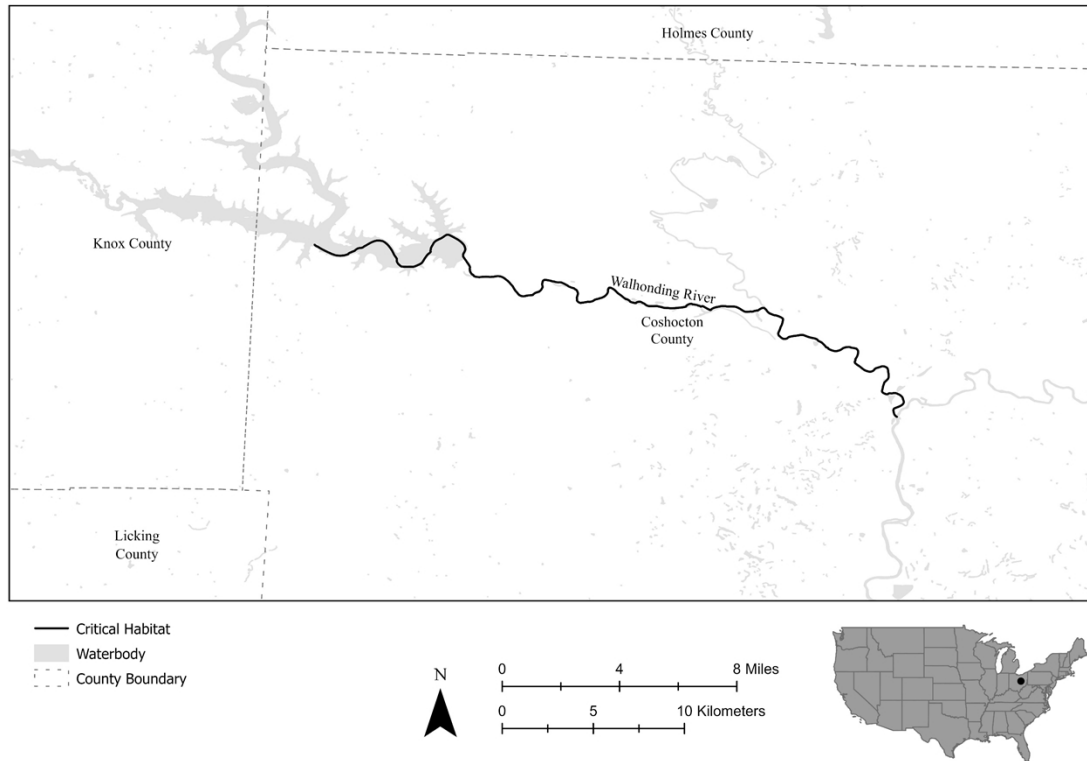 Holmes County
Knox County
Walhonding River
Coshocton
County
Licking
County
Critical Habitat
Waterbody
County Boundary
N
0 4 8 Miles
0 5 10 Kilometers